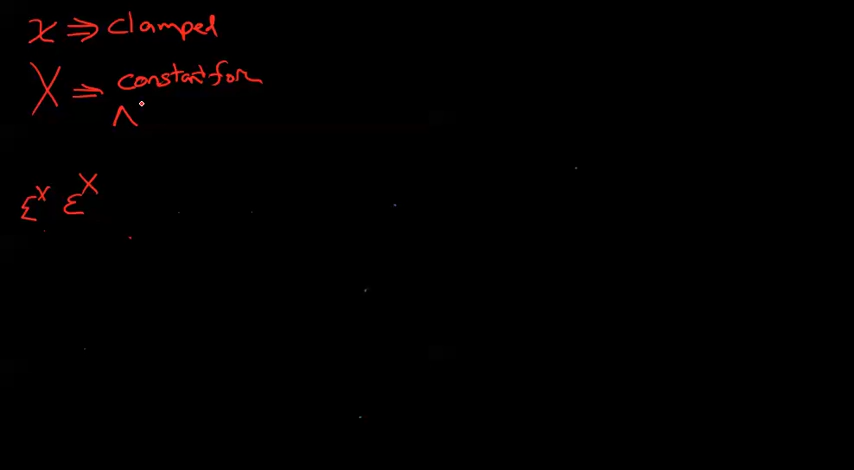 x ⇒ clamped
X ⇒ constant for
Λ
Σ^x ε^X